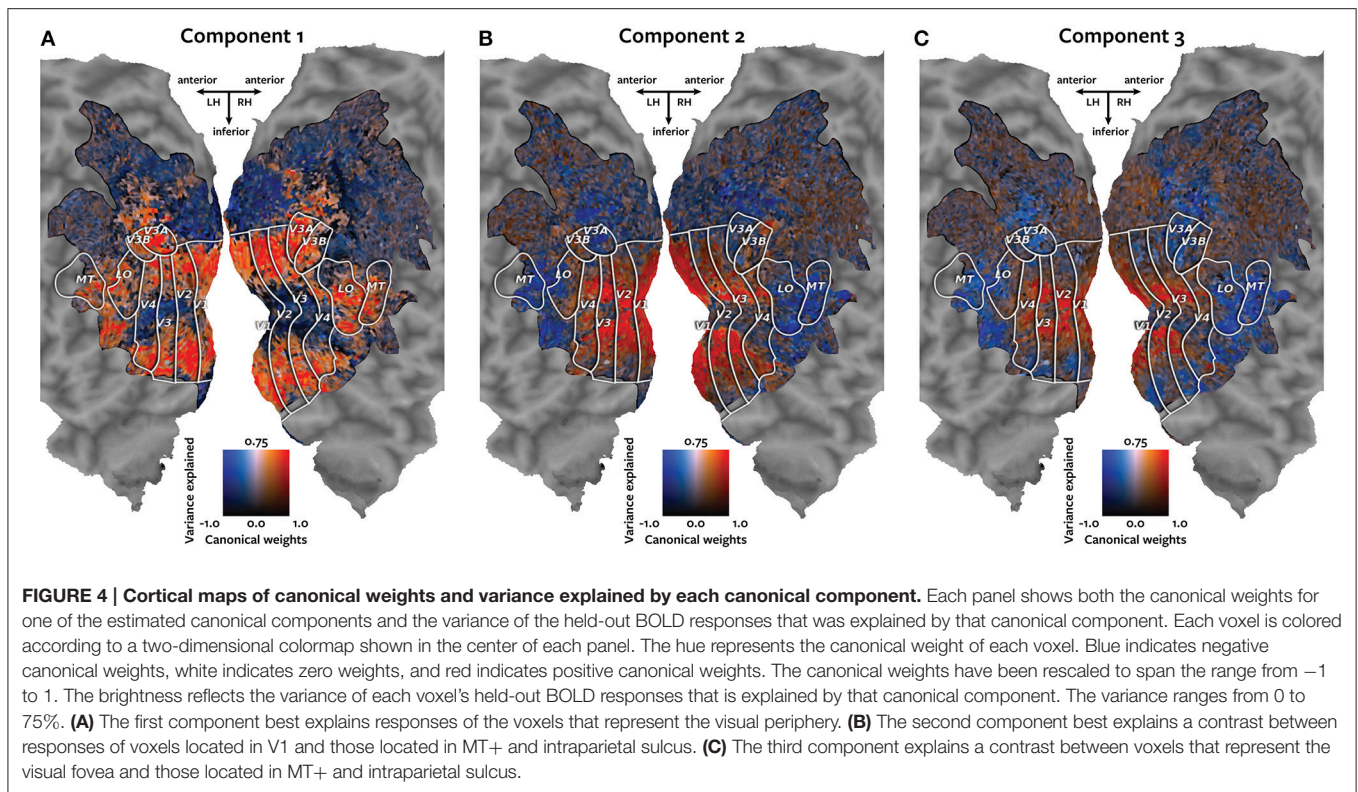 A
Component 1
anterior anterior
LH RH
inferior
V3A
V3B
MT
LO
V4
V3
V2
V1
V3A
V3B
LO
MT
V3
V2
V4
V1
Variance explained
0.75
-1.0 0.0 1.0
Canonical weights
B
Component 2
anterior anterior
LH RH
inferior
V3A
V3B
MT
LO
V4
V2
V1
V3
V3A
V3B
LO
MT
V3
V2
V4
V1
Variance explained
0.75
-1.0 0.0 1.0
Canonical weights
C
Component 3
anterior anterior
LH RH
inferior
V3A
V3B
MT
LO
V4
V2
V1
V3
V3A
V3B
LO
MT
V3
V2
V4
V1
Variance explained
0.75
-1.0 0.0 1.0
Canonical weights
FIGURE 4 | Cortical maps of canonical weights and variance explained by each canonical component. Each panel shows both the canonical weights for
one of the estimated canonical components and the variance of the held-out BOLD responses that was explained by that canonical component. Each voxel is colored
according to a two-dimensional colormap shown in the center of each panel. The hue represents the canonical weight of each voxel. Blue indicates negative
canonical weights, white indicates zero weights, and red indicates positive canonical weights. The canonical weights have been rescaled to span the range from −1
to 1. The brightness reflects the variance of each voxel's held-out BOLD responses that is explained by that canonical component. The variance ranges from 0 to
75%. (A) The first component best explains responses of the voxels that represent the visual periphery. (B) The second component best explains a contrast between
responses of voxels located in V1 and those located in MT+ and intraparietal sulcus. (C) The third component explains a contrast between voxels that represent the
visual fovea and those located in MT+ and intraparietal sulcus.